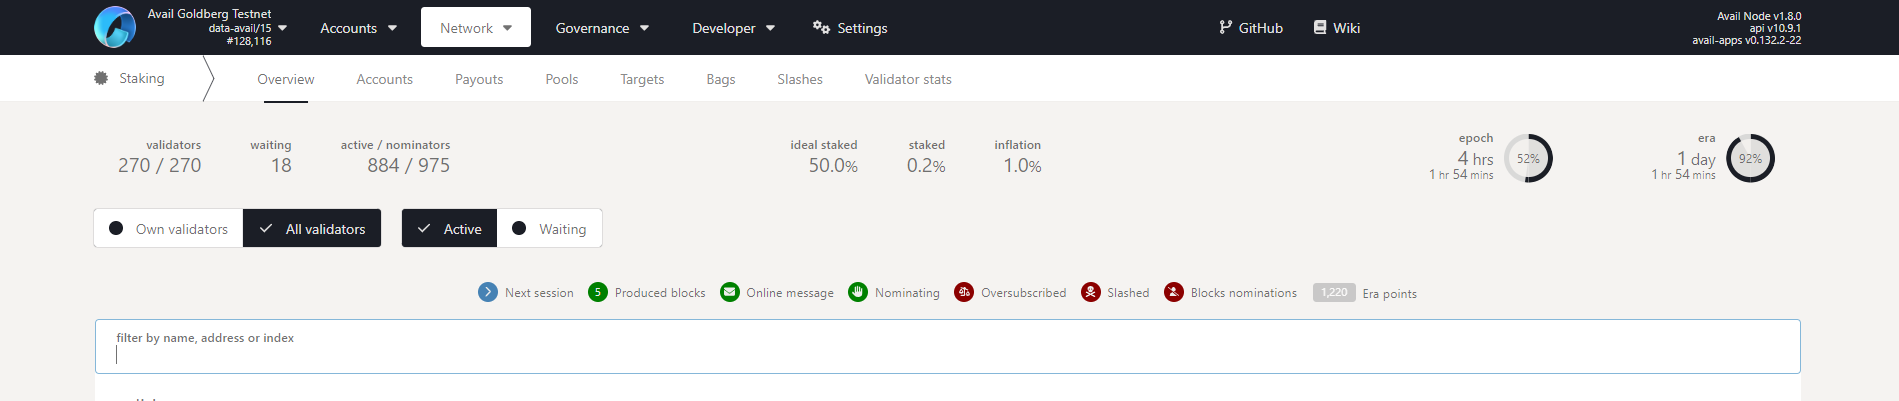 Avail Goldberg Testnet
data-avail/15
#128,116
Accounts
Network
Governance
Developer
Settings
GitHub
Wiki
Avail Node v1.8.0
api v10.9.1
avail-apps v0.132.2-22
Staking
Overview
Accounts
Payouts
Pools
Targets
Bags
Slashes
Validator stats
validators
270 / 270
waiting
18
active / nominators
884 / 975
ideal staked
50.0%
staked
0.2%
inflation
1.0%
epoch
4 hrs
1 hr 54 mins
52%
era
1 day
1 hr 54 mins
92%
Own validators
All validators
Active
Waiting
Next session
5 Produced blocks
Online message
Nominating
Oversubscribed
Slashed
Blocks nominations
1,220 Era points
filter by name, address or index